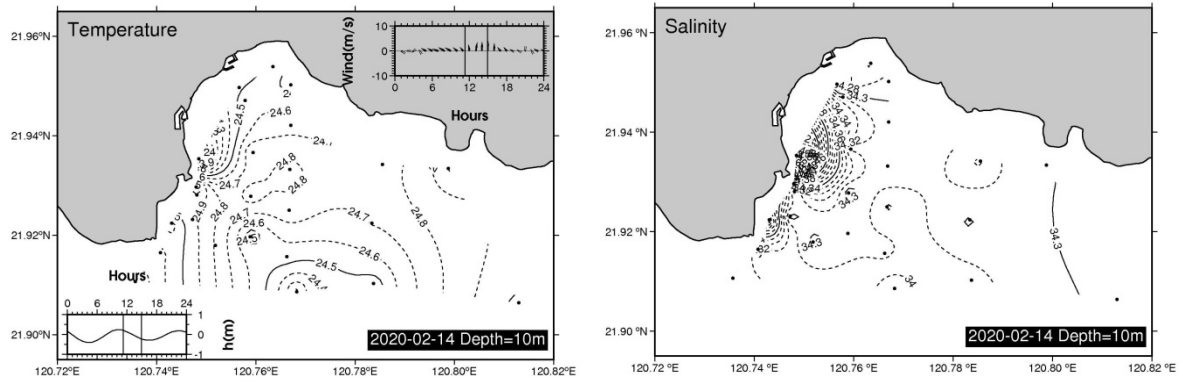 Temperature
Wind(m/s)
10
0
-10
0 6 12 18 24
Hours
21.96°N
21.94°N
21.92°N
21.90°N
24.5
24.6
24
24.7
24.8
24.9
24.8
24.8
24.7
24.6
24.5
24.7
24.6
24.5
24.8
Hours
0 6 12 18 24
1
0
-1
h(m)
2020-02-14 Depth=10m
120.72 °E 120.74 °E 120.76 °E 120.78 °E 120.80 °E 120.82 °E
Salinity
21.96°N
21.94°N
21.92°N
21.90°N
34.3
34
32
34
34.3
32
34.3
34
34.3
2020-02-14 Depth=10m
120.72 °E 120.74 °E 120.76 °E 120.78 °E 120.80 °E 120.82 °E